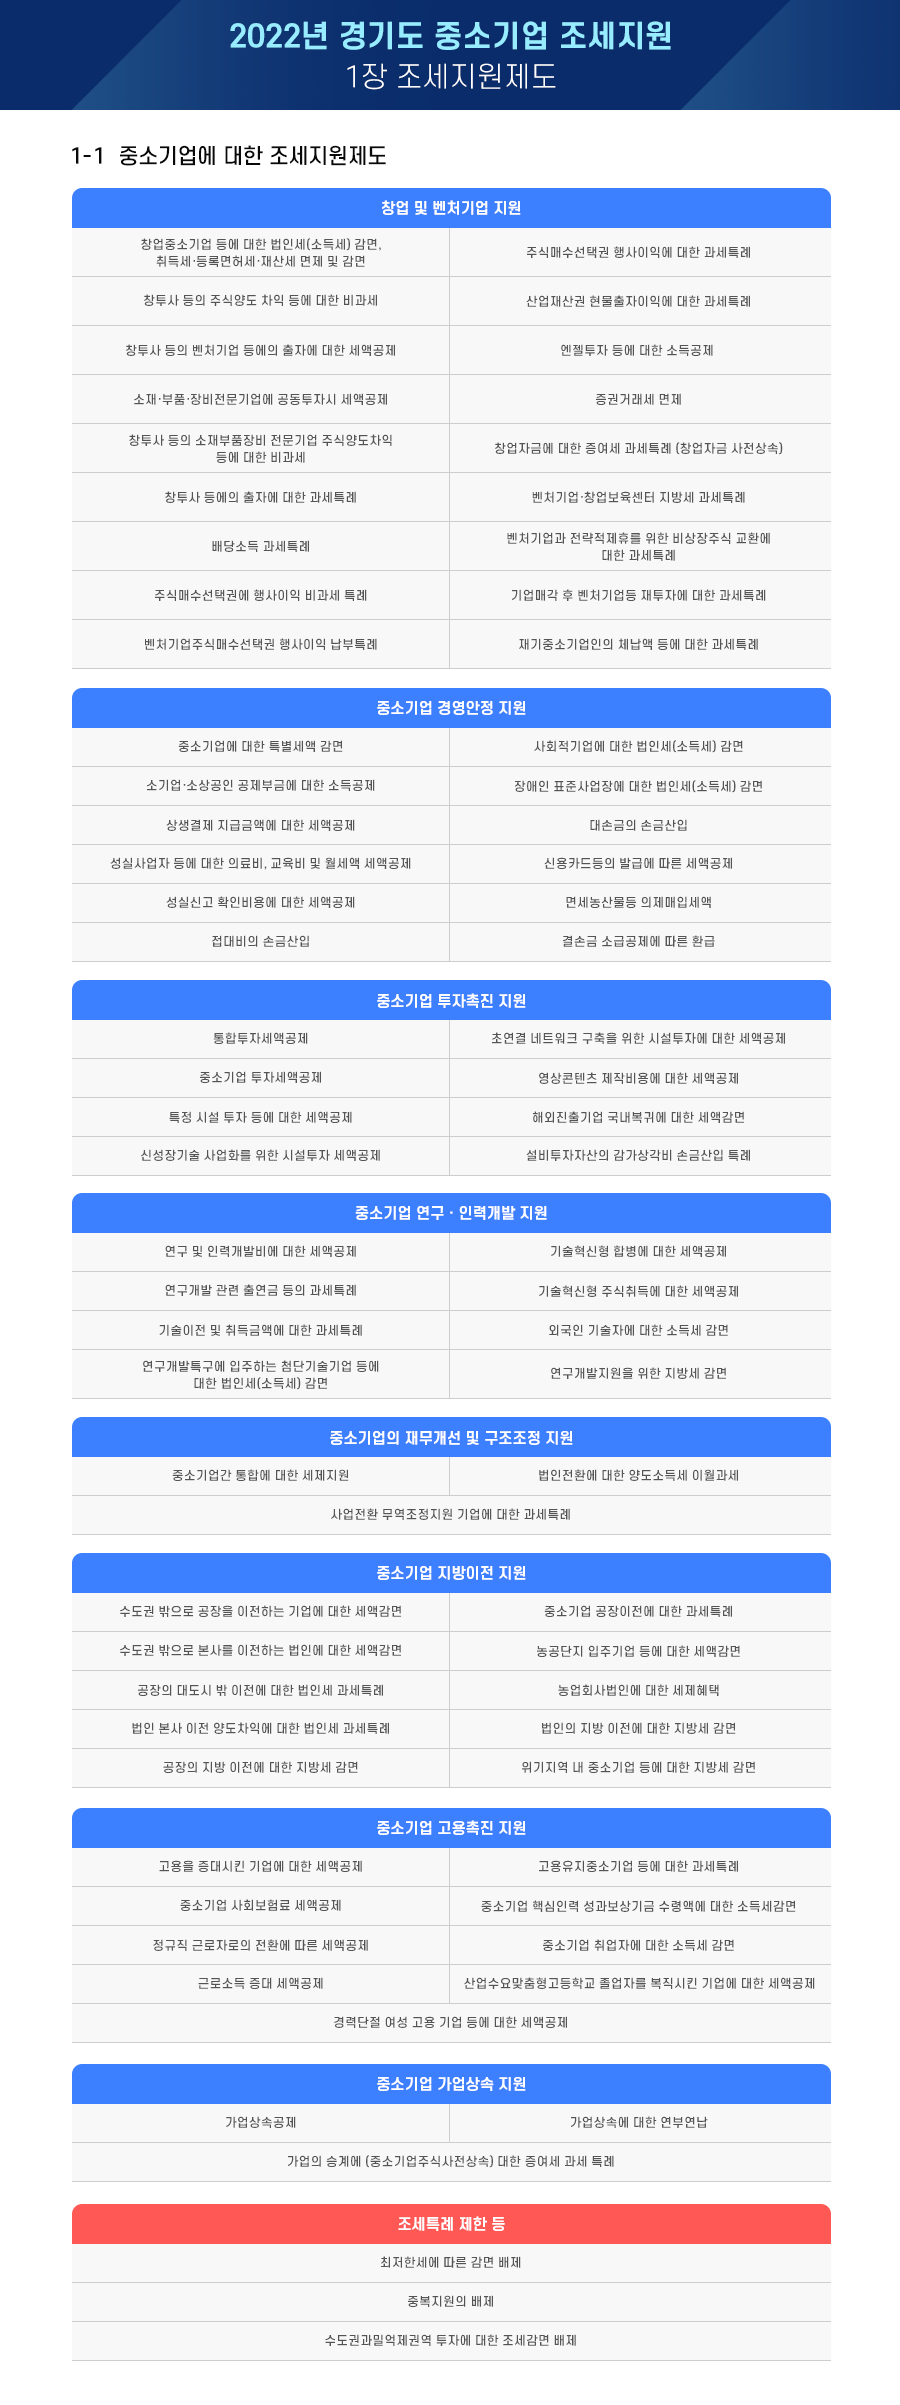 2022년 경기도 중소기업 조세지원
1장 조세지원제도
1-1 중소기업에 대한 조세지원제도
창업 및 벤처기업 지원
창업중소기업 등에 대한 법인세(소득세) 감면,
취득세·등록면허세·재산세 면제 및 감면
주식매수선택권 행사이익에 대한 과세특례
창투사 등의 주식양도 차익 등에 대한 비과세
산업재산권 현물출자이익에 대한 과세특례
창투사 등의 벤처기업 등에의 출자에 대한 세액공제
엔젤투자 등에 대한 소득공제
소재·부품·장비전문기업에 공동투자시 세액공제
증권거래세 면제
창투사 등의 소재부품장비 전문기업 주식양도차익
등에 대한 비과세
창업자금에 대한 증여세 과세특례 (창업자금 사전상속)
창투사 등에의 출자에 대한 과세특례
벤처기업·창업보육센터 지방세 과세특례
배당소득 과세특례
벤처기업과 전략적제휴를 위한 비상장주식 교환에
대한 과세특례
주식매수선택권에 행사이익 비과세 특례
기업매각 후 벤처기업등 재투자에 대한 과세특례
벤처기업주식매수선택권 행사이익 납부특례
재기중소기업인의 체납액 등에 대한 과세특례
중소기업 경영안정 지원
중소기업에 대한 특별세액 감면
사회적기업에 대한 법인세(소득세) 감면
소기업·소상공인 공제부금에 대한 소득공제
장애인 표준사업장에 대한 법인세(소득세) 감면
상생결제 지급금액에 대한 세액공제
대손금의 손금산입
성실사업자 등에 대한 의료비, 교육비 및 월세액 세액공제
신용카드등의 발급에 따른 세액공제
성실신고 확인비용에 대한 세액공제
면세농산물등 의제매입세액
접대비의 손금산입
결손금 소급공제에 따른 환급
중소기업 투자촉진 지원
통합투자세액공제
초연결 네트워크 구축을 위한 시설투자에 대한 세액공제
중소기업 투자세액공제
영상콘텐츠 제작비용에 대한 세액공제
특정 시설 투자 등에 대한 세액공제
해외진출기업 국내복귀에 대한 세액감면
신성장기술 사업화를 위한 시설투자 세액공제
설비투자자산의 감가상각비 손금산입 특례
중소기업 연구 · 인력개발 지원
연구 및 인력개발비에 대한 세액공제
기술혁신형 합병에 대한 세액공제
연구개발 관련 출연금 등의 과세특례
기술혁신형 주식취득에 대한 세액공제
기술이전 및 취득금액에 대한 과세특례
외국인 기술자에 대한 소득세 감면
연구개발특구에 입주하는 첨단기술기업 등에
대한 법인세(소득세) 감면
연구개발지원을 위한 지방세 감면
중소기업의 재무개선 및 구조조정 지원
중소기업간 통합에 대한 세제지원
법인전환에 대한 양도소득세 이월과세
사업전환 무역조정지원 기업에 대한 과세특례
중소기업 지방이전 지원
수도권 밖으로 공장을 이전하는 기업에 대한 세액감면
중소기업 공장이전에 대한 과세특례
수도권 밖으로 본사를 이전하는 법인에 대한 세액감면
농공단지 입주기업 등에 대한 세액감면
공장의 대도시 밖 이전에 대한 법인세 과세특례
농업회사법인에 대한 세제혜택
법인 본사 이전 양도차익에 대한 법인세 과세특례
법인의 지방 이전에 대한 지방세 감면
공장의 지방 이전에 대한 지방세 감면
위기지역 내 중소기업 등에 대한 지방세 감면
중소기업 고용촉진 지원
고용을 증대시킨 기업에 대한 세액공제
고용유지중소기업 등에 대한 과세특례
중소기업 사회보험료 세액공제
중소기업 핵심인력 성과보상기금 수령액에 대한 소득세감면
정규직 근로자로의 전환에 따른 세액공제
중소기업 취업자에 대한 소득세 감면
근로소득 증대 세액공제
산업수요맞춤형고등학교 졸업자를 복직시킨 기업에 대한 세액공제
경력단절 여성 고용 기업 등에 대한 세액공제
중소기업 가업상속 지원
가업상속공제
가업상속에 대한 연부연납
가업의 승계에 (중소기업주식사전상속) 대한 증여세 과세 특례
조세특례 제한 등
최저한세에 따른 감면 배제
중복지원의 배제
수도권과밀억제권역 투자에 대한 조세감면 배제